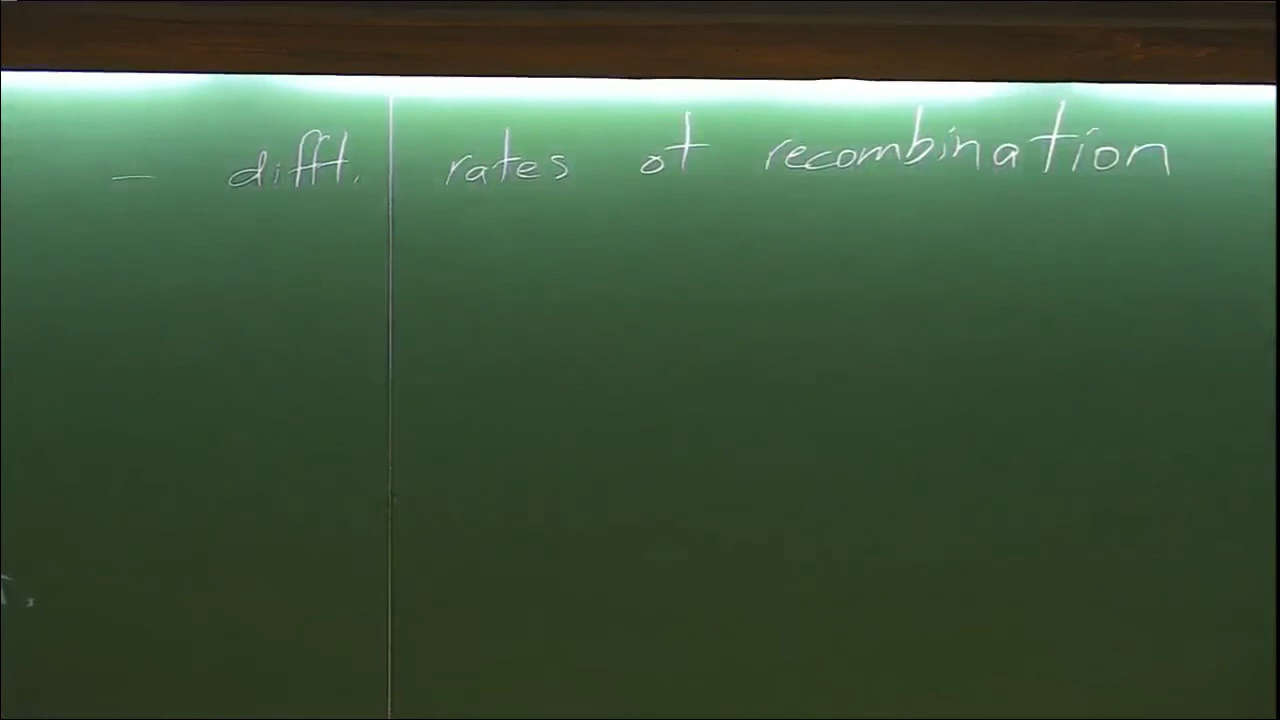 – difft. rates of recombination